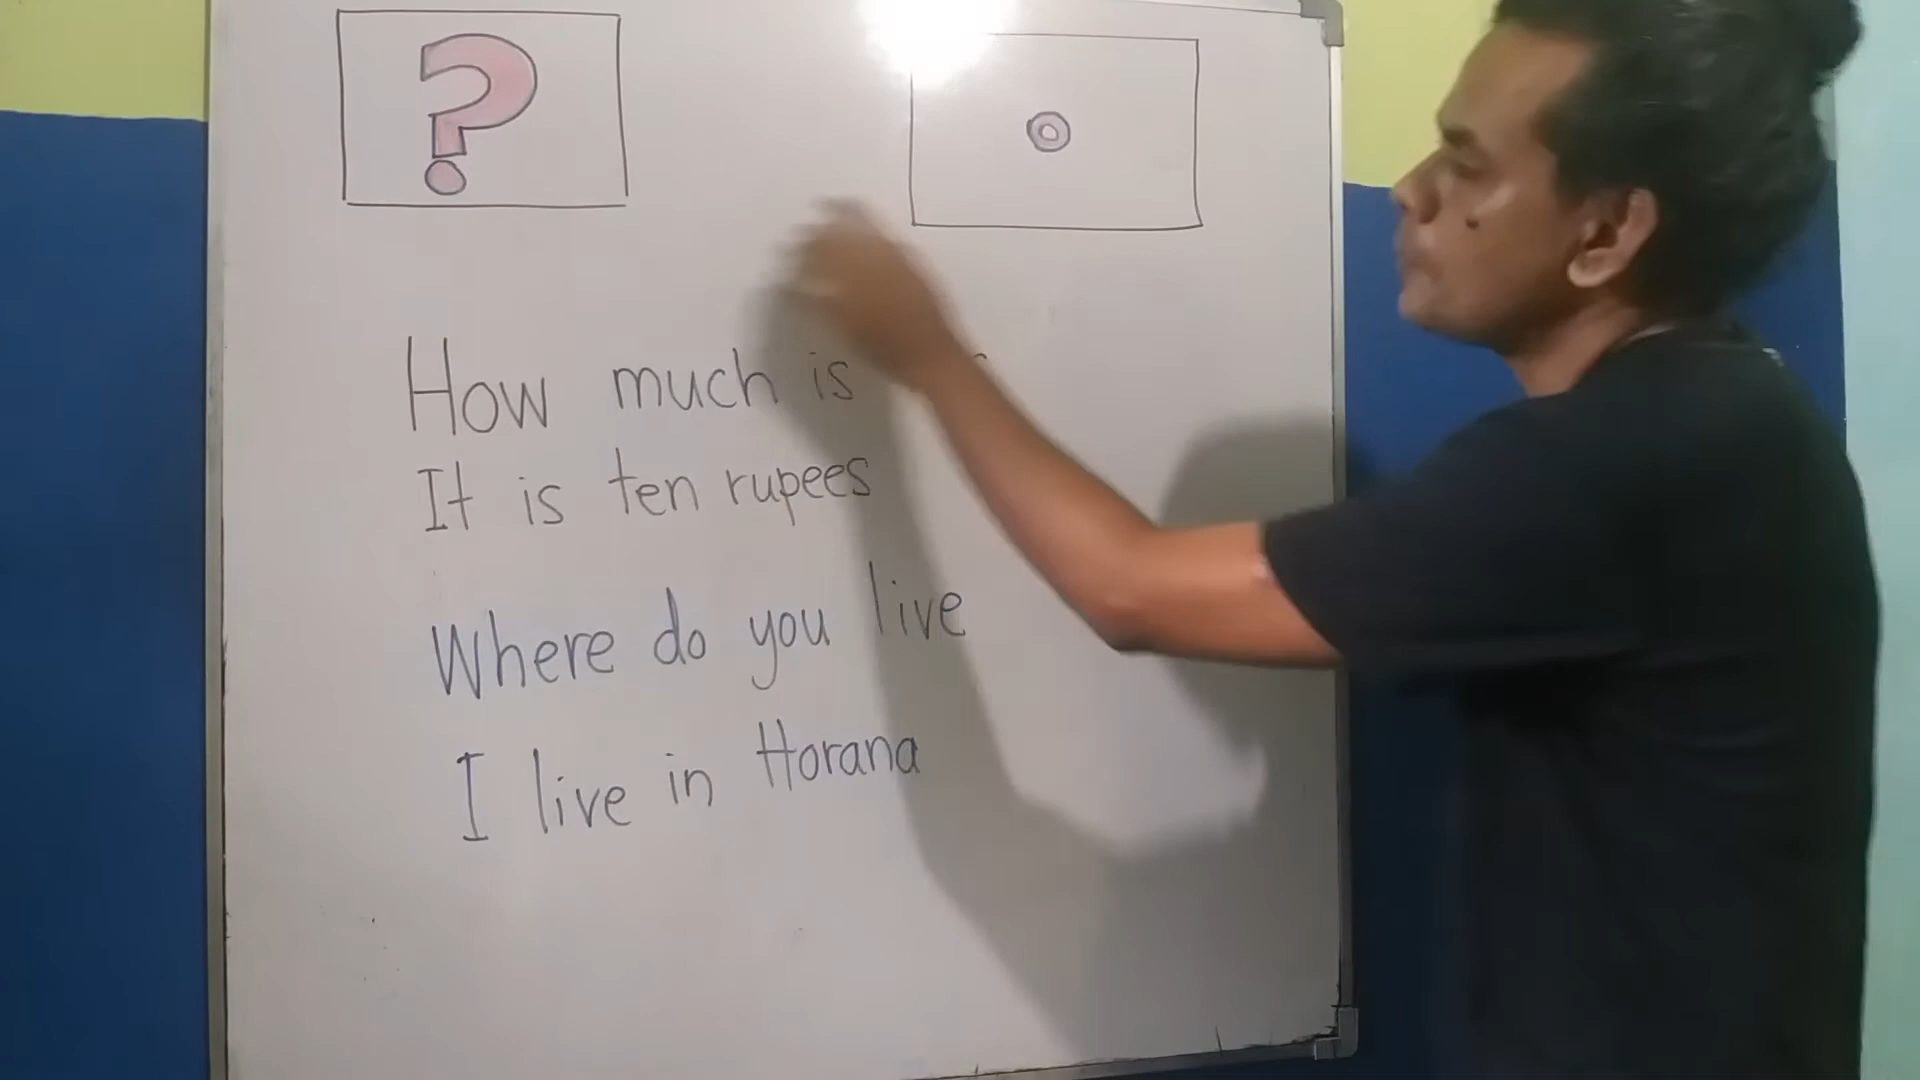 ?
How much is
It is ten rupees
Where do you live
I live in Horana